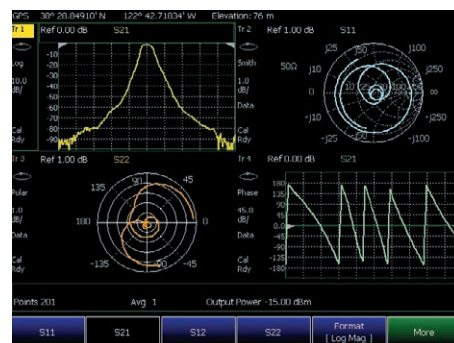 GPS 38° 28.84910' N 122° 42.71834' W Elevation: 76 m
Tr 1 Ref 0.00 dB S21
Log
10.0
dB/
Cal
Rdy
-10
-20
-30
-40
-50
-60
-70
-80
-90
Tr 2 Ref 1.00 dB S11
Smith
1.0
dB/
Data
Cal
Rdy
50Ω
j25
j50
j100
j10
j250
0
∞
-j10
-j250
-j25
-j50
-j100
Tr 3 Ref 1.00 dB S22
Polar
1.0
dB/
Data
Cal
Rdy
135
90
45
180
0
-135
-45
Tr 4 Ref 0.00 dB S21
Phase
45.0
dB/
Data
Cal
Rdy
180
135
90
45
0.0
-45
-90
-135
-180
Points 201 Avg 1 Output Power -15.00 dBm
S11 S21 S12 S22 Format More
[ Log Mag ]